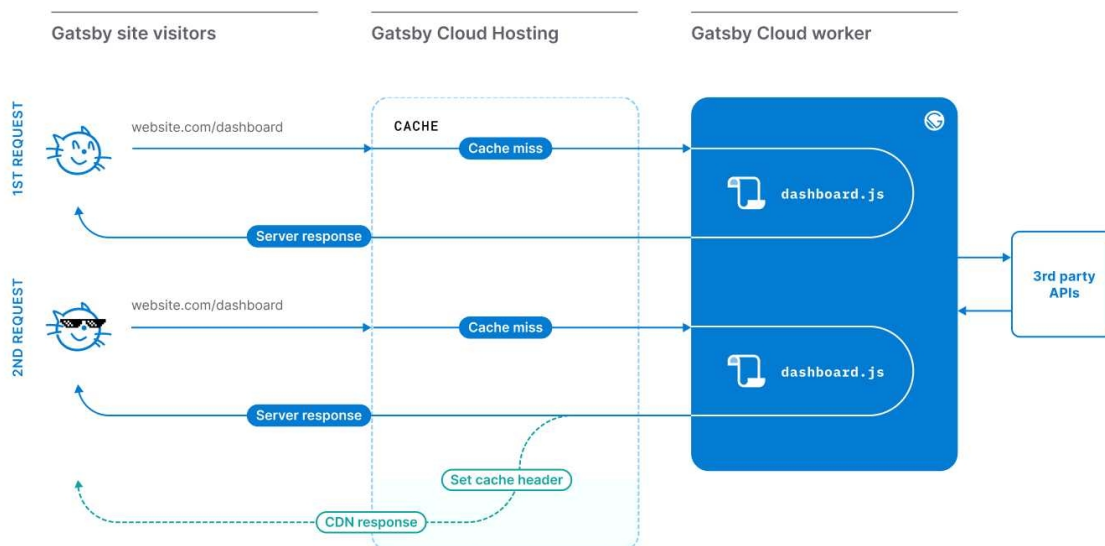 Gatsby site visitors
Gatsby Cloud Hosting
Gatsby Cloud worker
1ST REQUEST
website.com/dashboard
CACHE
Cache miss
dashboard.js
Server response
3rd party
APIs
2ND REQUEST
website.com/dashboard
Cache miss
dashboard.js
Server response
Set cache header
CDN response